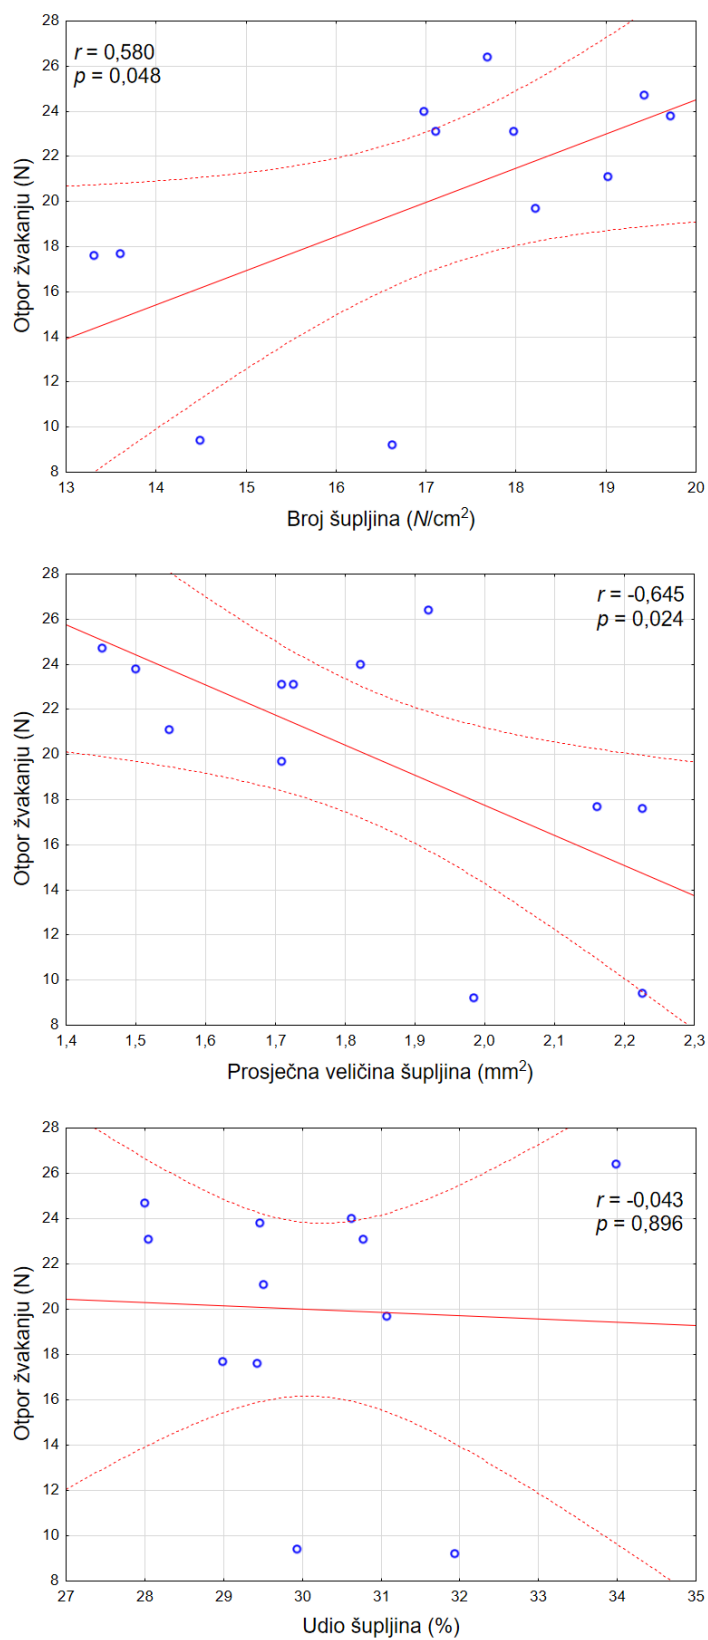 28
26
24
22
20
18
16
14
12
10
8
Otpor žvakanju (N)
r = 0,580
p = 0,048
13 14 15 16 17 18 19 20
Broj šupljina (N/cm²)
28
26
24
22
20
18
16
14
12
10
8
Otpor žvakanju (N)
r = -0,645
p = 0,024
1,4 1,5 1,6 1,7 1,8 1,9 2,0 2,1 2,2 2,3
Prosječna veličina šupljina (mm²)
28
26
24
22
20
18
16
14
12
10
8
Otpor žvakanju (N)
r = -0,043
p = 0,896
27 28 29 30 31 32 33 34 35
Udio šupljina (%)